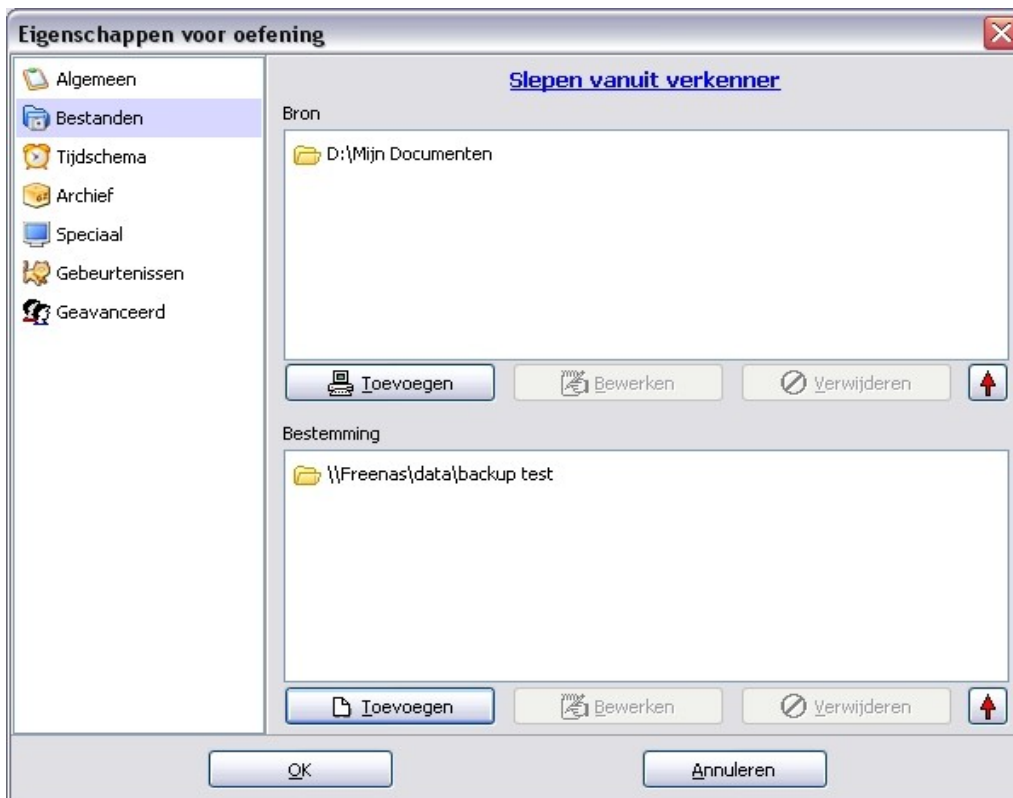 Eigenschappen voor oefening
Algemeen
Bestanden
Tijdschema
Archief
Speciaal
Gebeurtenissen
Geavanceerd
Slepen vanuit verkenner
Bron
D:\Mijn Documenten
Toevoegen
Bewerken
Verwijderen
Bestemming
\\Freenas\data\backup test
Toevoegen
Bewerken
Verwijderen
OK
Annuleren